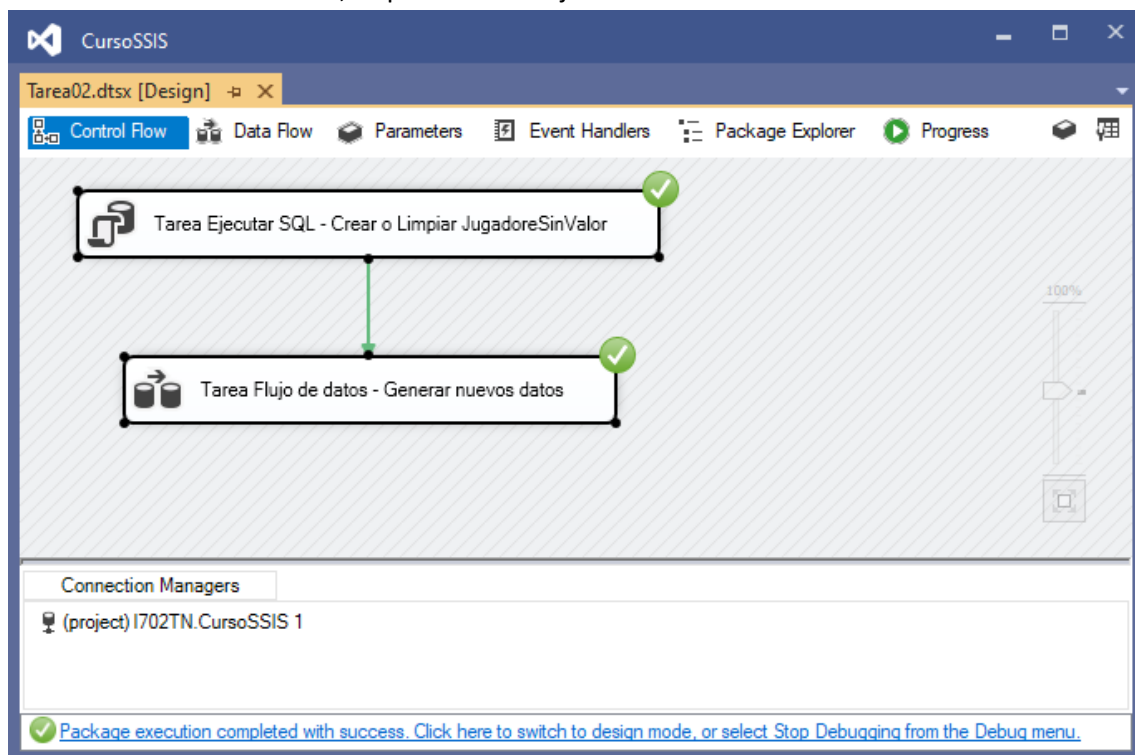 CursoSSIS
Tarea02.dtsx [Design]
Control Flow Data Flow Parameters Event Handlers Package Explorer Progress
Tarea Ejecutar SQL - Crear o Limpiar JugadoreSinValor
100%
Tarea Flujo de datos - Generar nuevos datos
Connection Managers
(project) I702TN.CursoSSIS 1
Package execution completed with success. Click here to switch to design mode, or select Stop Debugging from the Debug menu.